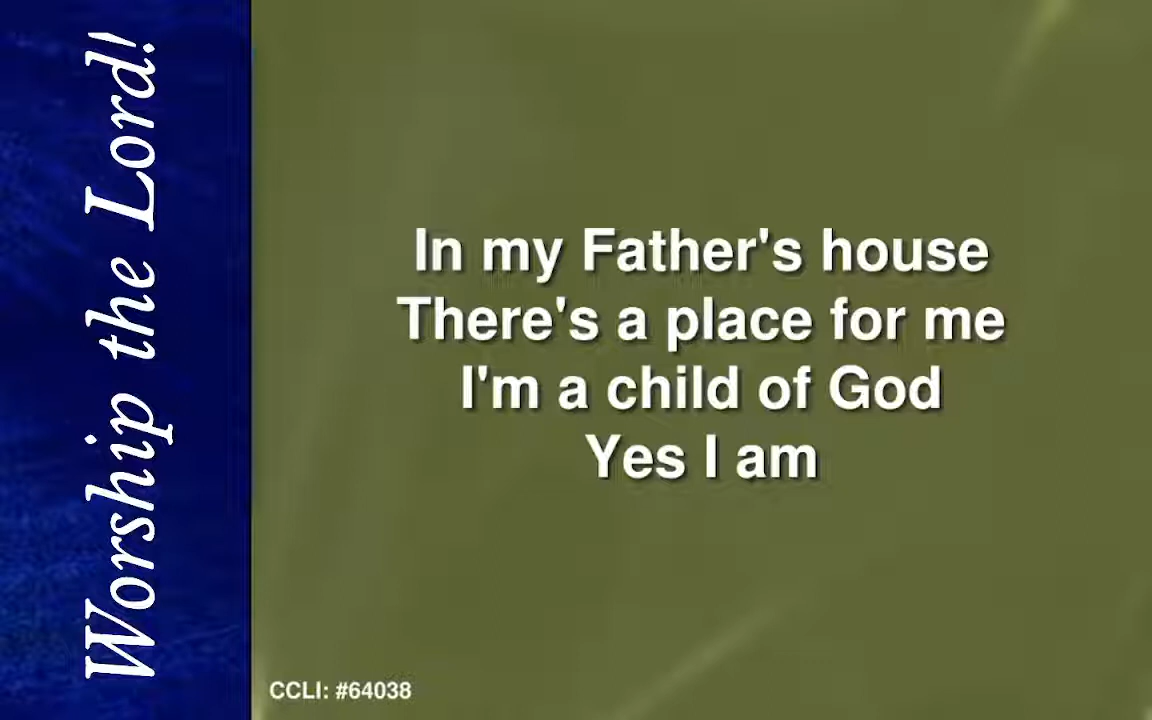 Worship the Lord!
In my Father's house
There's a place for me
I'm a child of God
Yes I am
CCLI: #64038